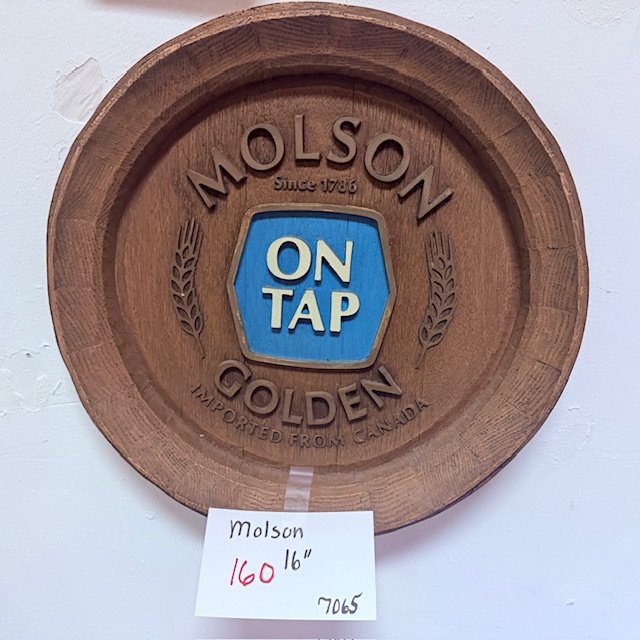 MOLSON
Since 1786
ON
TAP
GOLDEN
IMPORTED FROM CANADA
Molson
160 16"
7065